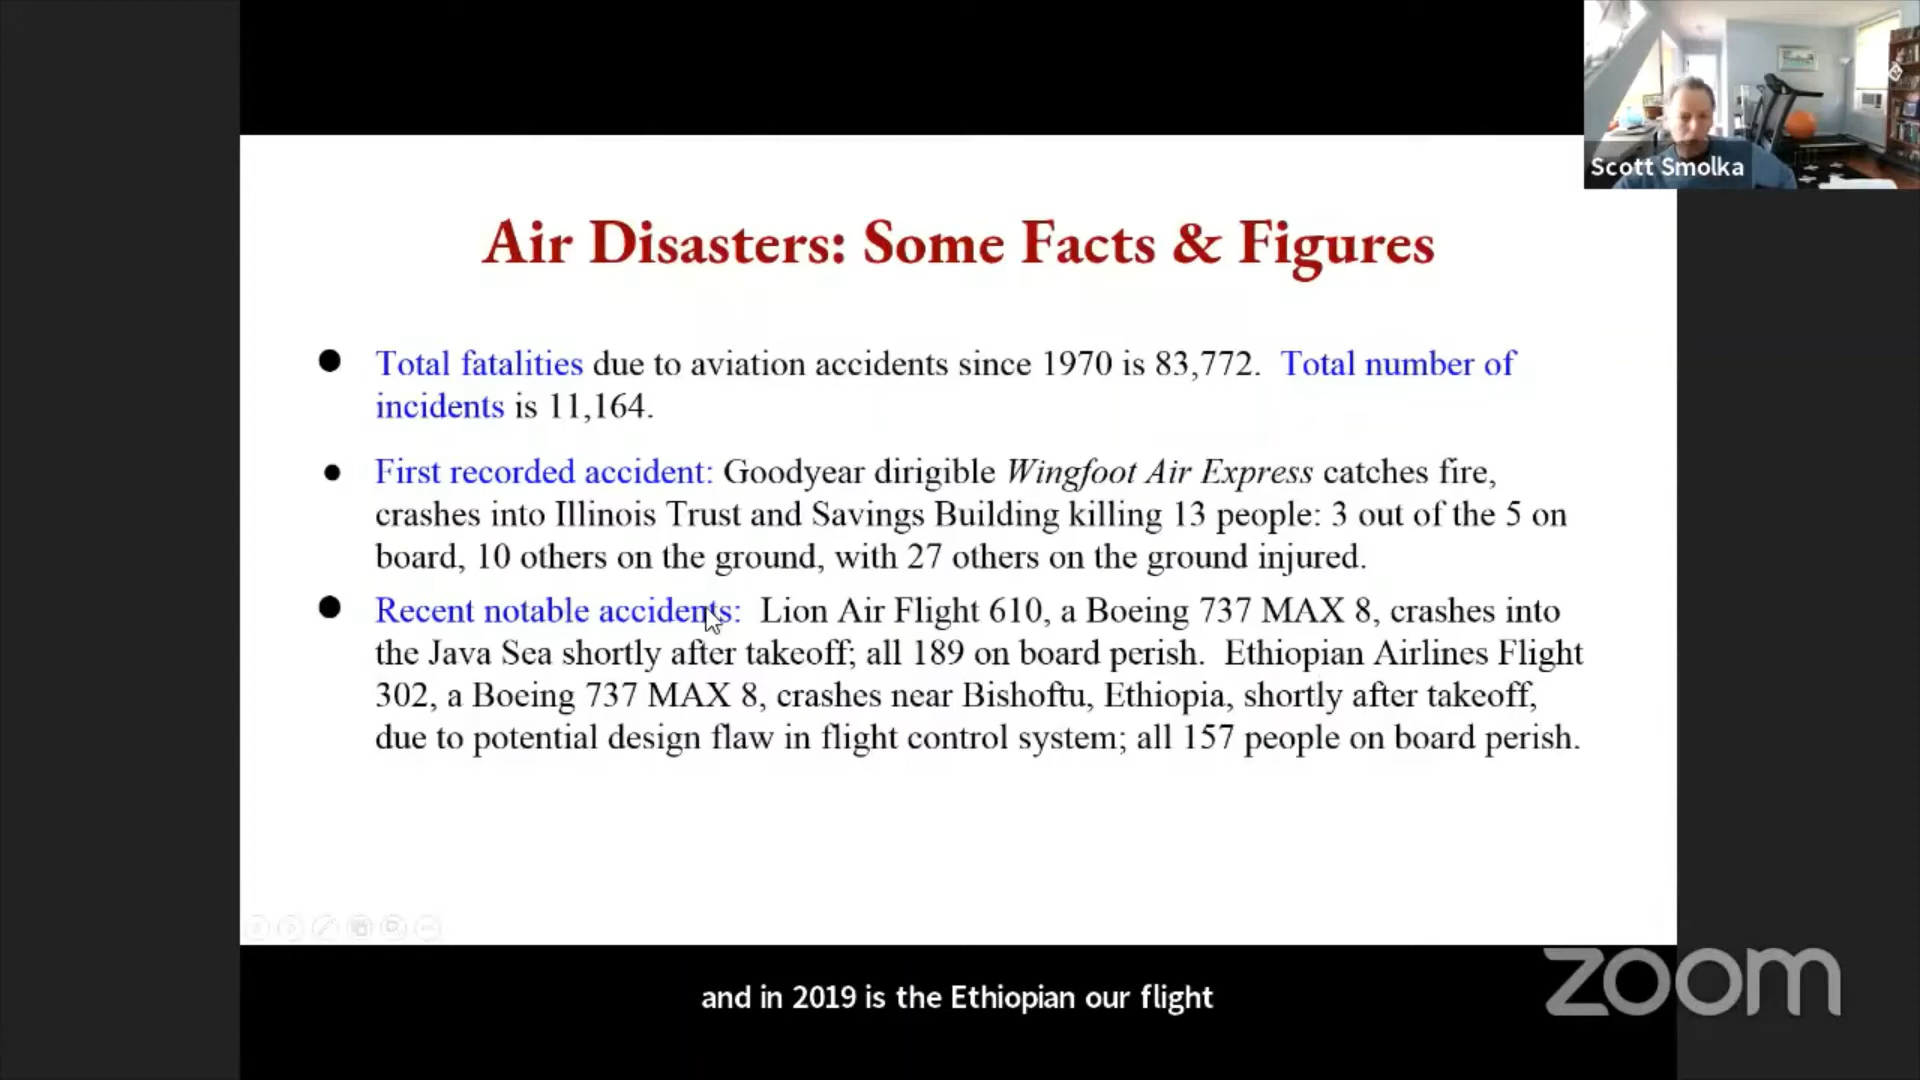 Scott Smolka
Air Disasters: Some Facts & Figures
Total fatalities due to aviation accidents since 1970 is 83,772. Total number of
incidents is 11,164.
First recorded accident: Goodyear dirigible Wingfoot Air Express catches fire,
crashes into Illinois Trust and Savings Building killing 13 people: 3 out of the 5 on
board, 10 others on the ground, with 27 others on the ground injured.
Recent notable accidents: Lion Air Flight 610, a Boeing 737 MAX 8, crashes into
the Java Sea shortly after takeoff; all 189 on board perish. Ethiopian Airlines Flight
302, a Boeing 737 MAX 8, crashes near Bishoftu, Ethiopia, shortly after takeoff,
due to potential design flaw in flight control system; all 157 people on board perish.
and in 2019 is the Ethiopian our flight
zoom